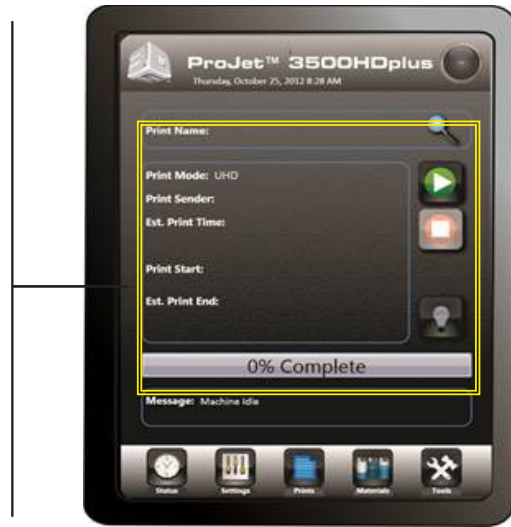 ProJet™ 3500HDplus
Thursday, October 25, 2012 8:28 AM
Print Name:
Print Mode: UHD
Print Sender:
Est. Print Time:
Print Start:
Est. Print End:
0% Complete
Message: Machine Idle
Status Settings Prints Materials Tools